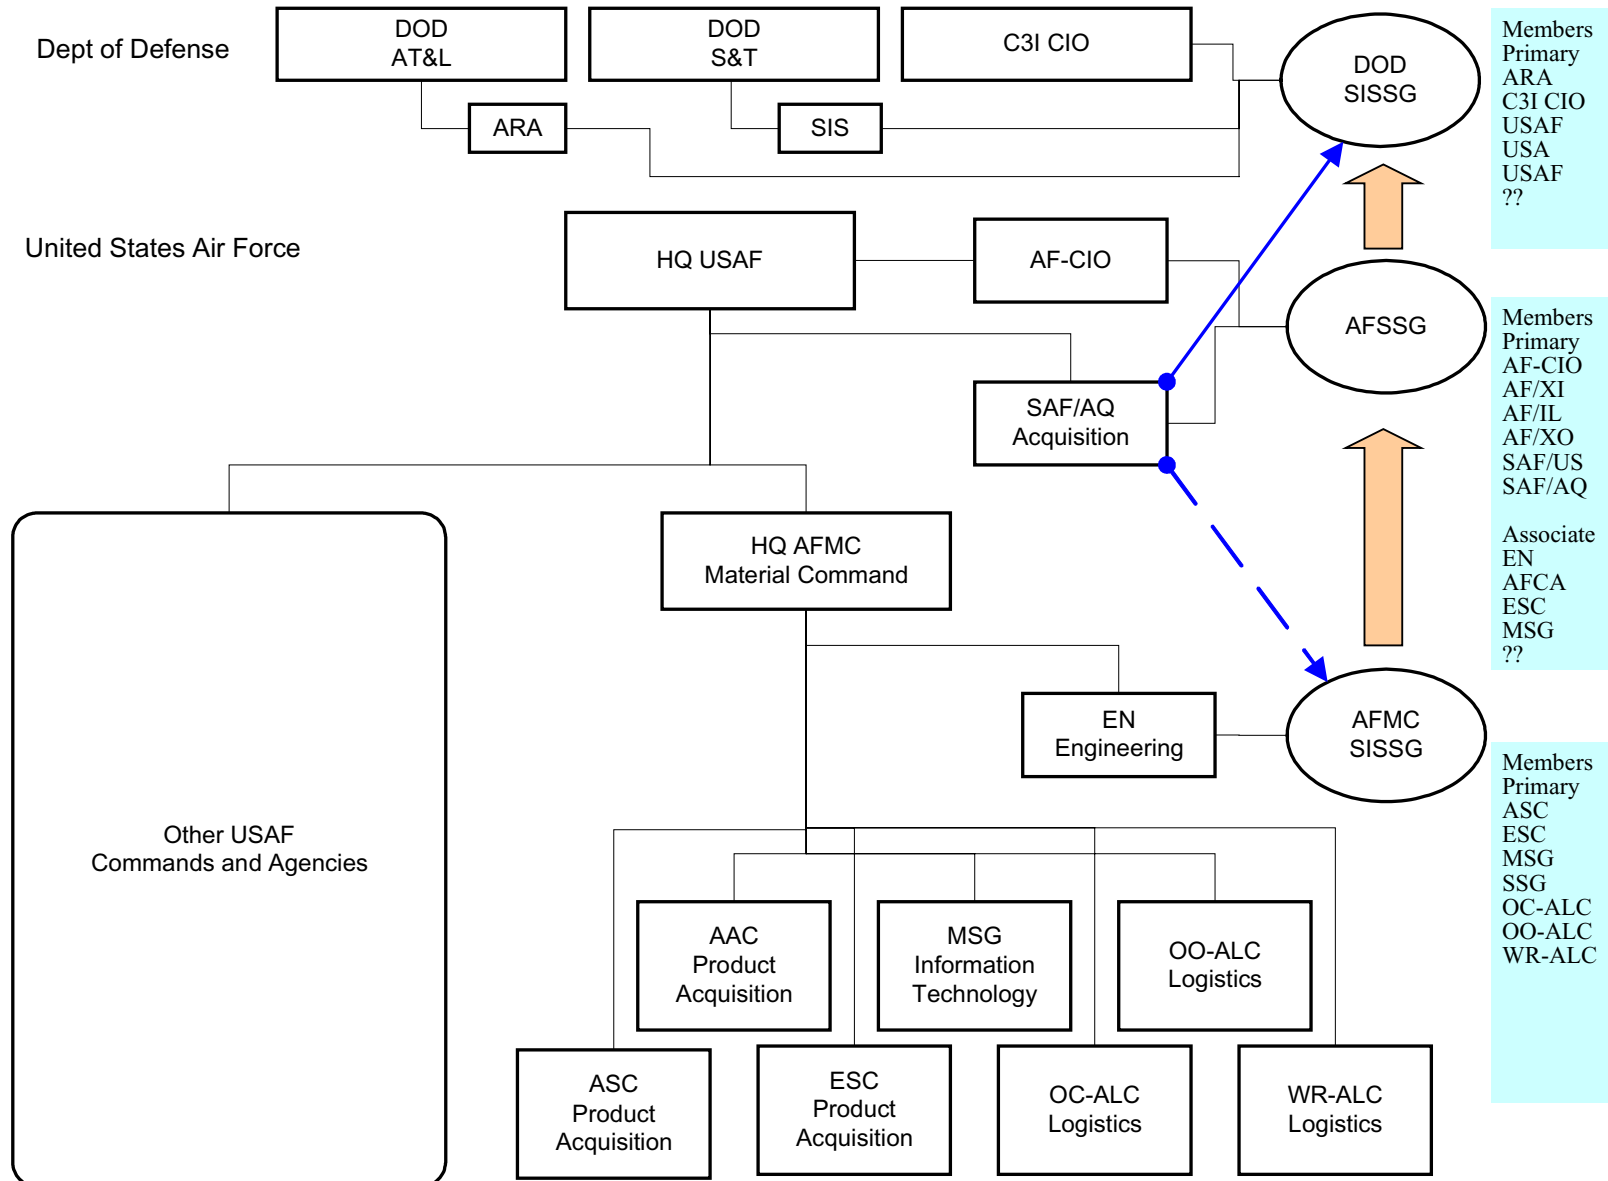 Dept of Defense
DOD
AT&L
DOD
S&T
C3I CIO
ARA
SIS
DOD
SISSG
Members
Primary
ARA
C3I CIO
USAF
USA
USAF
??
United States Air Force
HQ USAF
AF-CIO
AFSSG
SAF/AQ
Acquisition
Members
Primary
AF-CIO
AF/XI
AF/IL
AF/XO
SAF/US
SAF/AQ
Associate
EN
AFCA
ESC
MSG
??
HQ AFMC
Material Command
EN
Engineering
AFMC
SISSG
Members
Primary
ASC
ESC
MSG
SSG
OC-ALC
OO-ALC
WR-ALC
Other USAF
Commands and Agencies
AAC
Product
Acquisition
MSG
Information
Technology
OO-ALC
Logistics
ASC
Product
Acquisition
ESC
Product
Acquisition
OC-ALC
Logistics
WR-ALC
Logistics